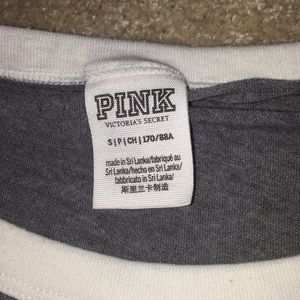 PINK
VICTORIA'S SECRET
S|P|CH|170/88A
made in Sri Lanka/fabriqué au
Sri Lanka/hecho en Sri Lanka/
fabbricato in Sri Lanka/
斯里兰卡制造